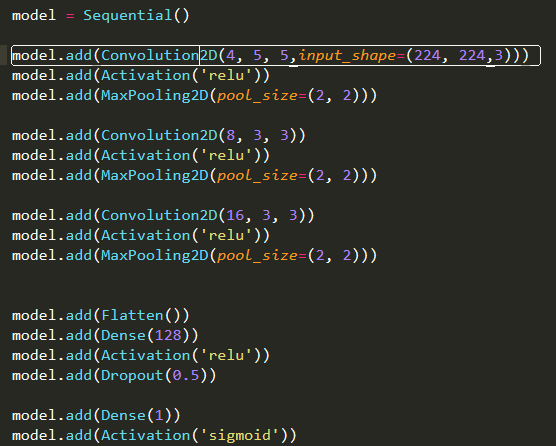 model = Sequential()
model.add(Convolution2D(4, 5, 5,input_shape=(224, 224,3)))
model.add(Activation('relu'))
model.add(MaxPooling2D(pool_size=(2, 2)))
model.add(Convolution2D(8, 3, 3))
model.add(Activation('relu'))
model.add(MaxPooling2D(pool_size=(2, 2)))
model.add(Convolution2D(16, 3, 3))
model.add(Activation('relu'))
model.add(MaxPooling2D(pool_size=(2, 2)))
model.add(Flatten())
model.add(Dense(128))
model.add(Activation('relu'))
model.add(Dropout(0.5))
model.add(Dense(1))
model.add(Activation('sigmoid'))